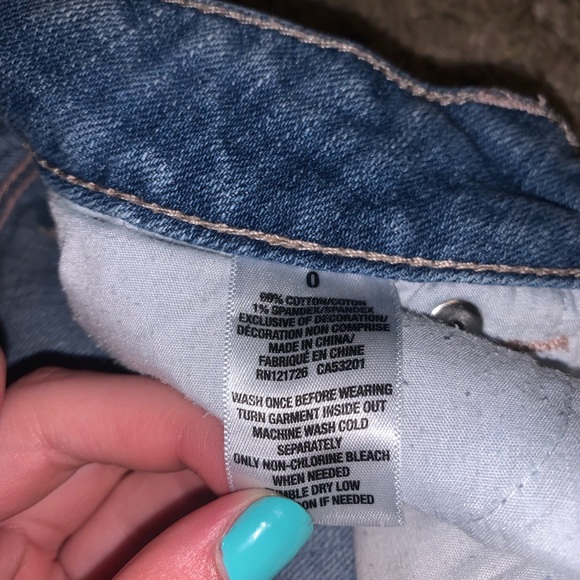 0
99% COTTON/COTON
1% SPANDEX/SPANDEX
EXCLUSIVE OF DECORATION/
DÉCORATION NON COMPRISE
MADE IN CHINA/
FABRIQUÉ EN CHINE
RN121726 CA53201
WASH ONCE BEFORE WEARING
TURN GARMENT INSIDE OUT
MACHINE WASH COLD
SEPARATELY
ONLY NON-CHLORINE BLEACH
WHEN NEEDED
MBLE DRY LOW
ON IF NEEDED